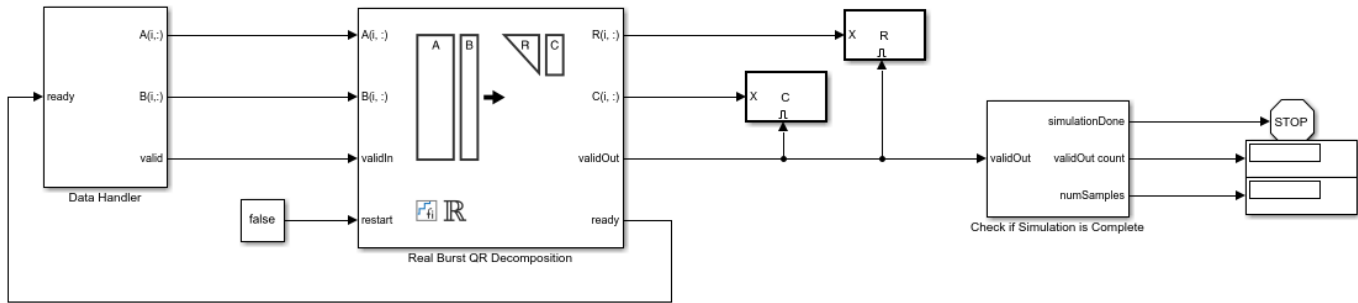 A(i,:)
B(i,:)
ready
valid
Data Handler
false
A(i, :)
B(i, :)
validIn
restart
A
B
R
C
fi ℝ
R(i, :)
C(i, :)
validOut
ready
Real Burst QR Decomposition
X
C
X
R
validOut
simulationDone
validOut count
numSamples
Check if Simulation is Complete
STOP